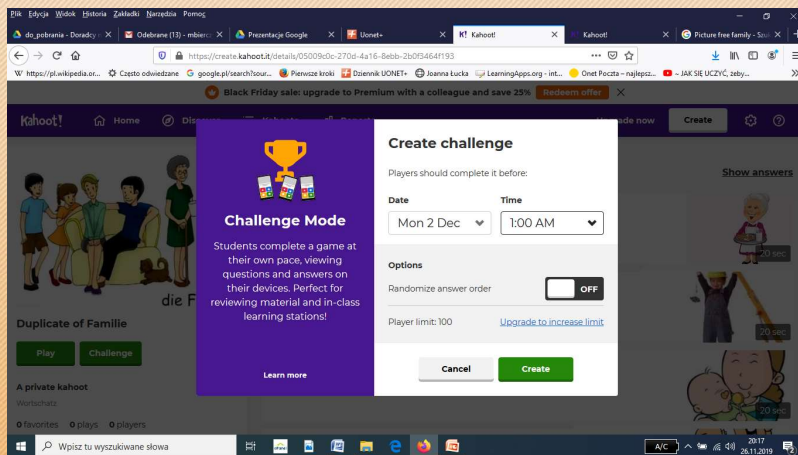 Plik Edycja Widok Historia Zakładki Narzędzia Pomoc
do_pobrania - Doradcy
Odebrane (13) - mbierc
Prezentacje Google
Uonet+
Kahoot!
Kahoot!
Picture free family - Szuk
https://create.kahoot.it/details/05009c0c-270d-4a16-8ebb-2b0f3464f193
https://pl.wikipedia.or...
Często odwiedzane
google.pl/search?sour...
Pierwsze kroki
Dziennik UONET+
Joanna Łucka
LearningApps.org - int...
Onet Poczta – najlepsz...
~ JAK SIĘ UCZYĆ, żeby...
Black Friday sale: upgrade to Premium with a colleague and save 25%
Redeem offer
Kahoot!
Home
Create
Create challenge
Players should complete it before:
Show answers
Date
Time
Mon 2 Dec
1:00 AM
Challenge Mode
Students complete a game at
their own pace, viewing
questions and answers on
their devices. Perfect for
reviewing material and in-class
learning stations!
Learn more
20 sec
Options
Randomize answer order
OFF
Player limit: 100
Upgrade to increase limit
Cancel
Create
die F
Duplicate of Familie
20 sec
Play
Challenge
A private kahoot
Wortschatz
20 sec
0 favorites 0 plays 0 players
Wpisz tu wyszukiwane słowa
A/C
20:17
26.11.2019